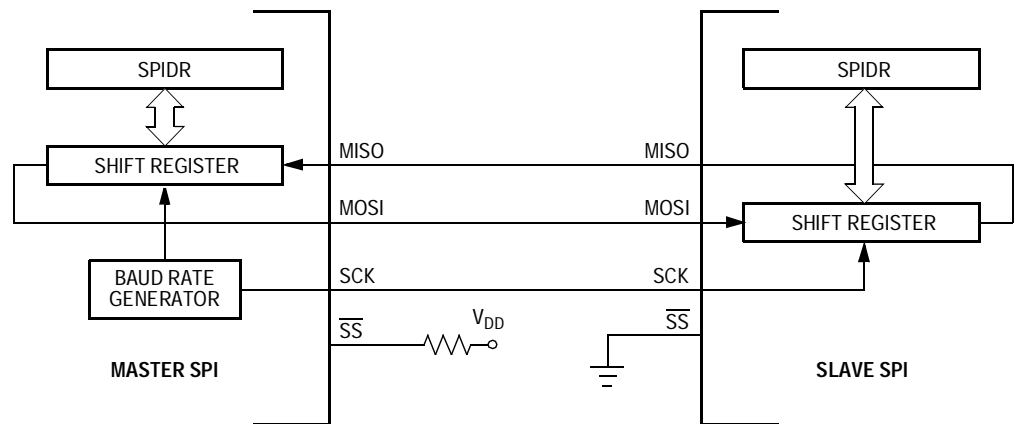 SPIDR
SPIDR
SHIFT REGISTER
MISO
MISO
MOSI
MOSI
SHIFT REGISTER
BAUD RATE
GENERATOR
SCK
SCK
SS
VDD
SS
MASTER SPI
SLAVE SPI